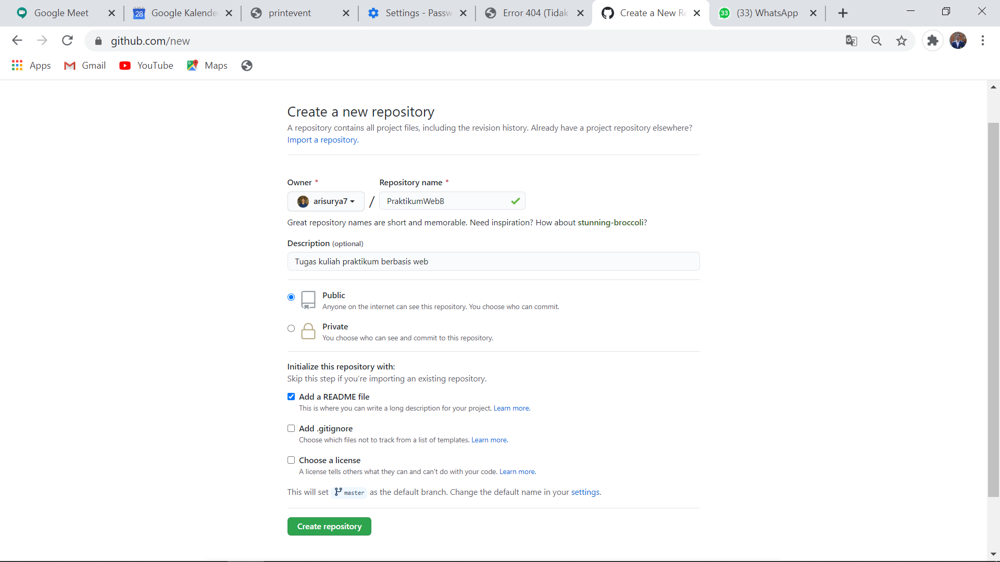 Google Meet
28 Google Kalende
printevent
Settings - Passw
Error 404 (Tidak
Create a New Re
33 (33) WhatsApp
github.com/new
Apps Gmail YouTube Maps
Create a new repository
A repository contains all project files, including the revision history. Already have a project repository elsewhere?
Import a repository.
Owner * Repository name *
arisurya7 / PraktikumWebB
Great repository names are short and memorable. Need inspiration? How about stunning-broccoli?
Description (optional)
Tugas kuliah praktikum berbasis web
Public
Anyone on the internet can see this repository. You choose who can commit.
Private
You choose who can see and commit to this repository.
Initialize this repository with:
Skip this step if you’re importing an existing repository.
Add a README file
This is where you can write a long description for your project. Learn more.
Add .gitignore
Choose which files not to track from a list of templates. Learn more.
Choose a license
A license tells others what they can and can't do with your code. Learn more.
This will set master as the default branch. Change the default name in your settings.
Create repository